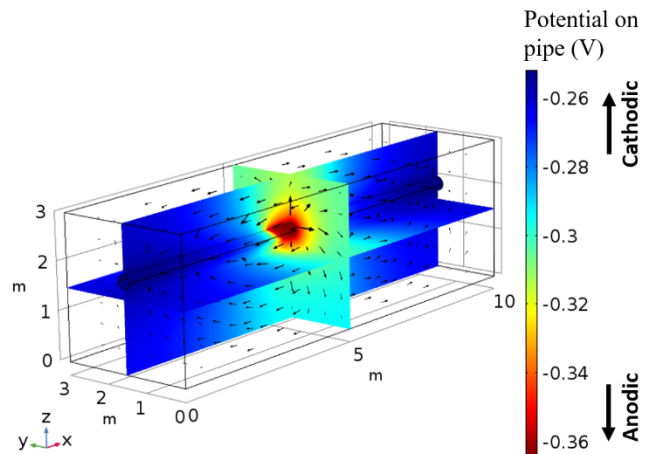 Potential on
pipe (V)
-0.26
-0.28
-0.3
-0.32
-0.34
-0.36
Cathodic
Anodic
3
2
1
0
m
3
2
1
0
m
0
5
10
m
z
y
x